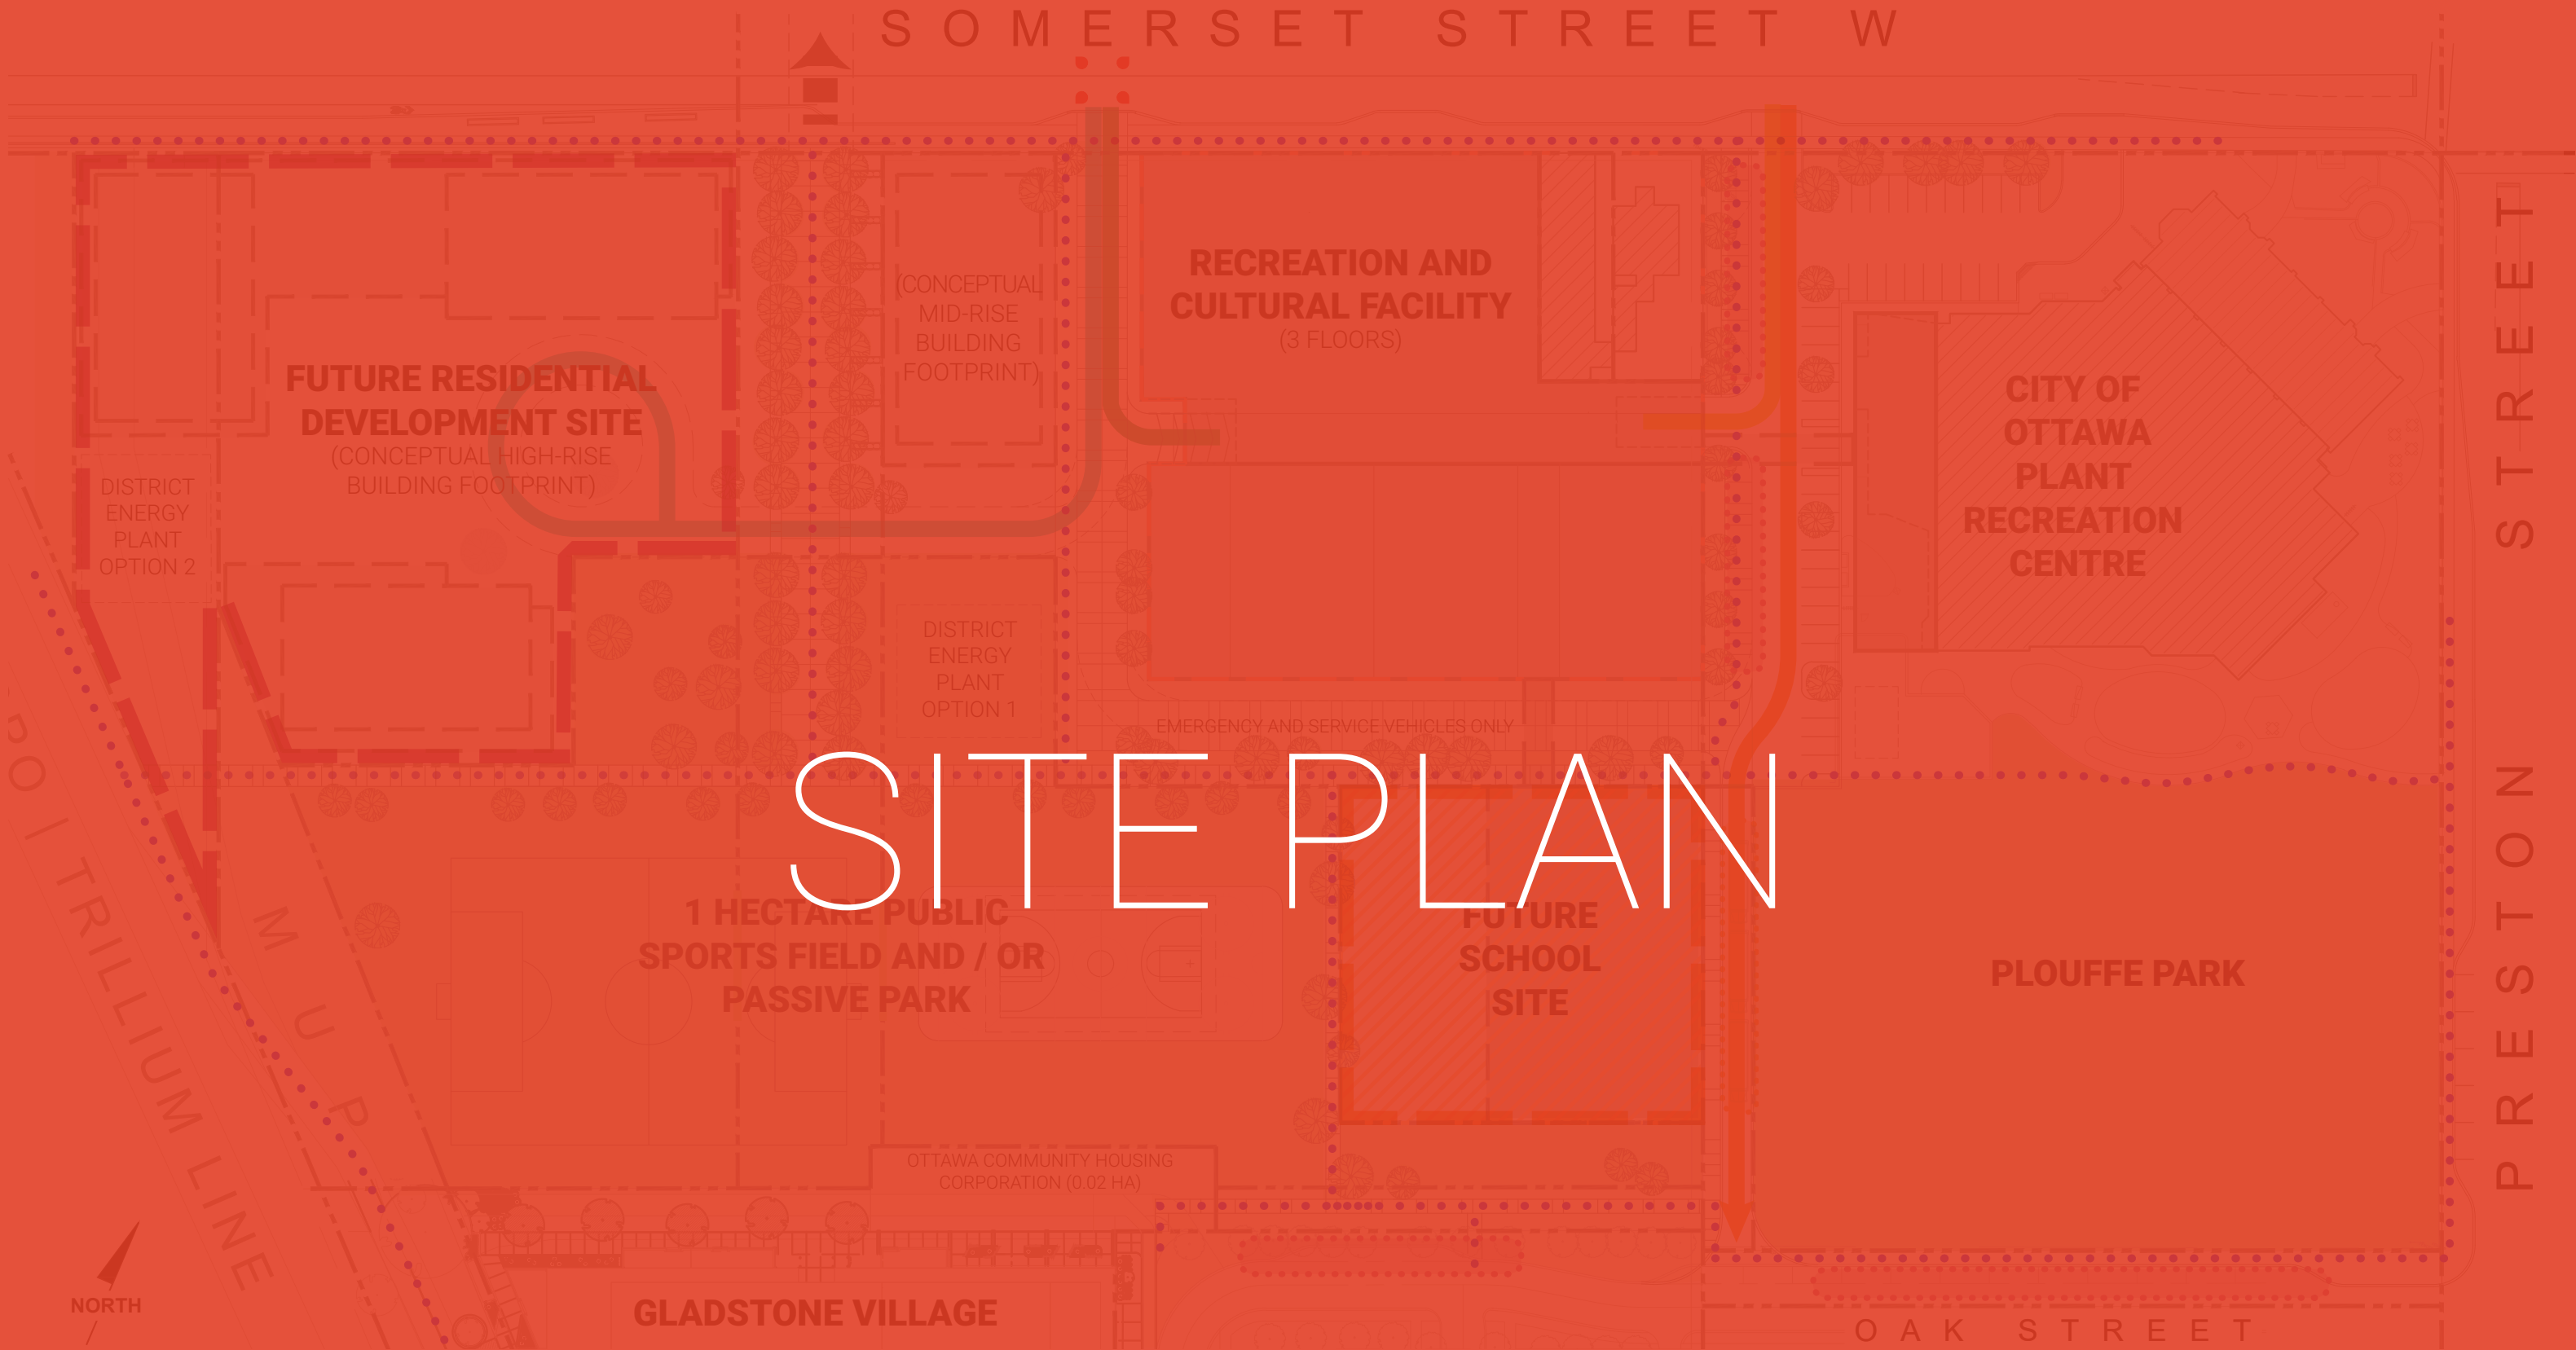 SOMERSET STREET W
RECREATION AND
CULTURAL FACILITY
(3 FLOORS)
(CONCEPTUAL
MID-RISE
BUILDING
FOOTPRINT)
FUTURE RESIDENTIAL
DEVELOPMENT SITE
(CONCEPTUAL HIGH-RISE
BUILDING FOOTPRINT)
CITY OF
OTTAWA
PLANT
RECREATION
CENTRE
PRESTON STREET
DISTRICT
ENERGY
PLANT
OPTION 2
DISTRICT
ENERGY
PLANT
OPTION 1
EMERGENCY AND SERVICE VEHICLES ONLY
SITE PLAN
1 HECTARE PUBLIC
SPORTS FIELD AND / OR
PASSIVE PARK
FUTURE
SCHOOL
SITE
PLOUFFE PARK
TRILLIUM LINE
MUP
OTTAWA COMMUNITY HOUSING
CORPORATION (0.02 HA)
NORTH
GLADSTONE VILLAGE
OAK STREET